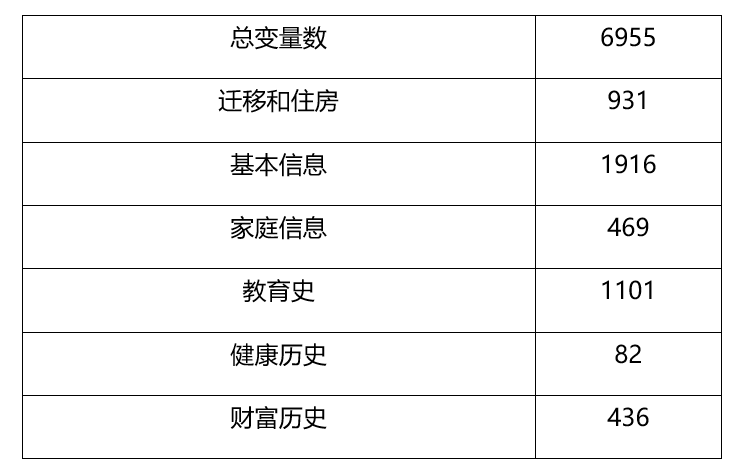 总变量数 6955
迁移和住房 931
基本信息 1916
家庭信息 469
教育史 1101
健康历史 82
财富历史 436